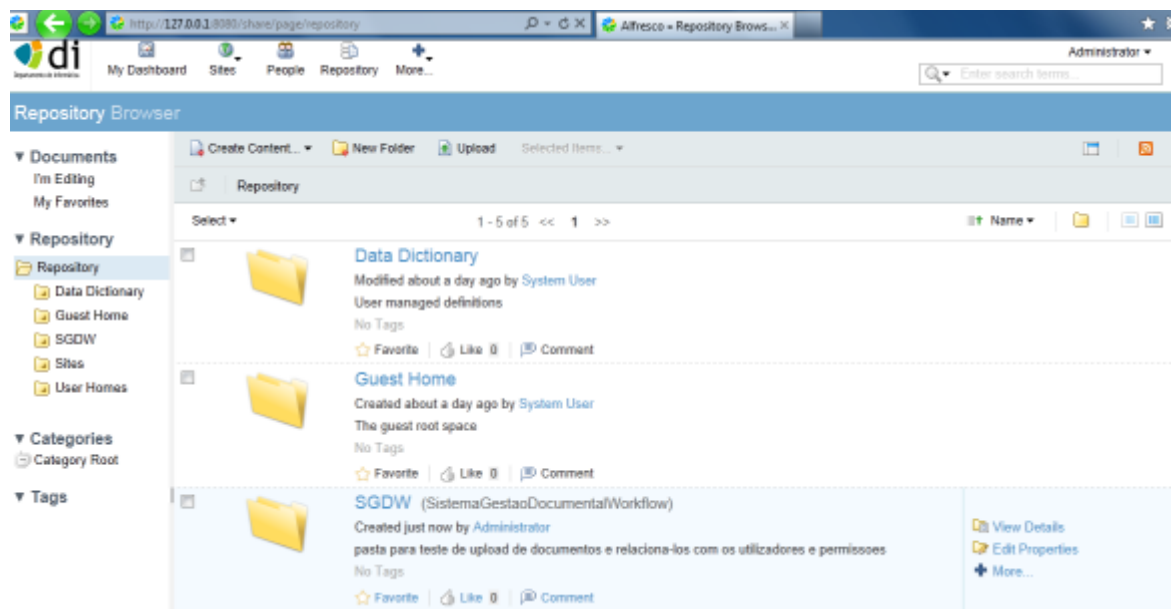 http://127.0.0.1:8080/share/page/repository
Alfresco » Repository Brows...
di
My Dashboard Sites People Repository More...
Administrator
Enter search terms...
Repository Browser
Documents
I'm Editing
My Favorites
Repository
Repository
Data Dictionary
Guest Home
SGDW
Sites
User Homes
Categories
Category Root
Tags
Create Content... New Folder Upload Selected Items...
Repository
Select 1 - 5 of 5 << 1 >> Name
Data Dictionary
Modified about a day ago by System User
User managed definitions
No Tags
Favorite Like 0 Comment
Guest Home
Created about a day ago by System User
The guest root space
No Tags
Favorite Like 0 Comment
SGDW (SistemaGestaoDocumentalWorkflow)
Created just now by Administrator
pasta para teste de upload de documentos e relaciona-los com os utilizadores e permissoes
No Tags
Favorite Like 0 Comment
View Details
Edit Properties
More...